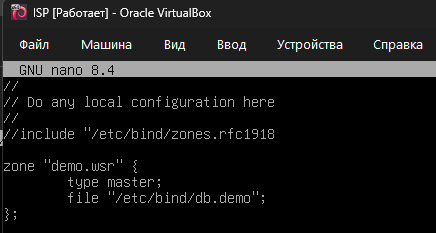 ISP [Работает] - Oracle VirtualBox
Файл Машина Вид Ввод Устройства Справка
GNU nano 8.4
//
// Do any local configuration here
//
//include "/etc/bind/zones.rfc1918
zone "demo.wsr" {
type master;
file "/etc/bind/db.demo";
};